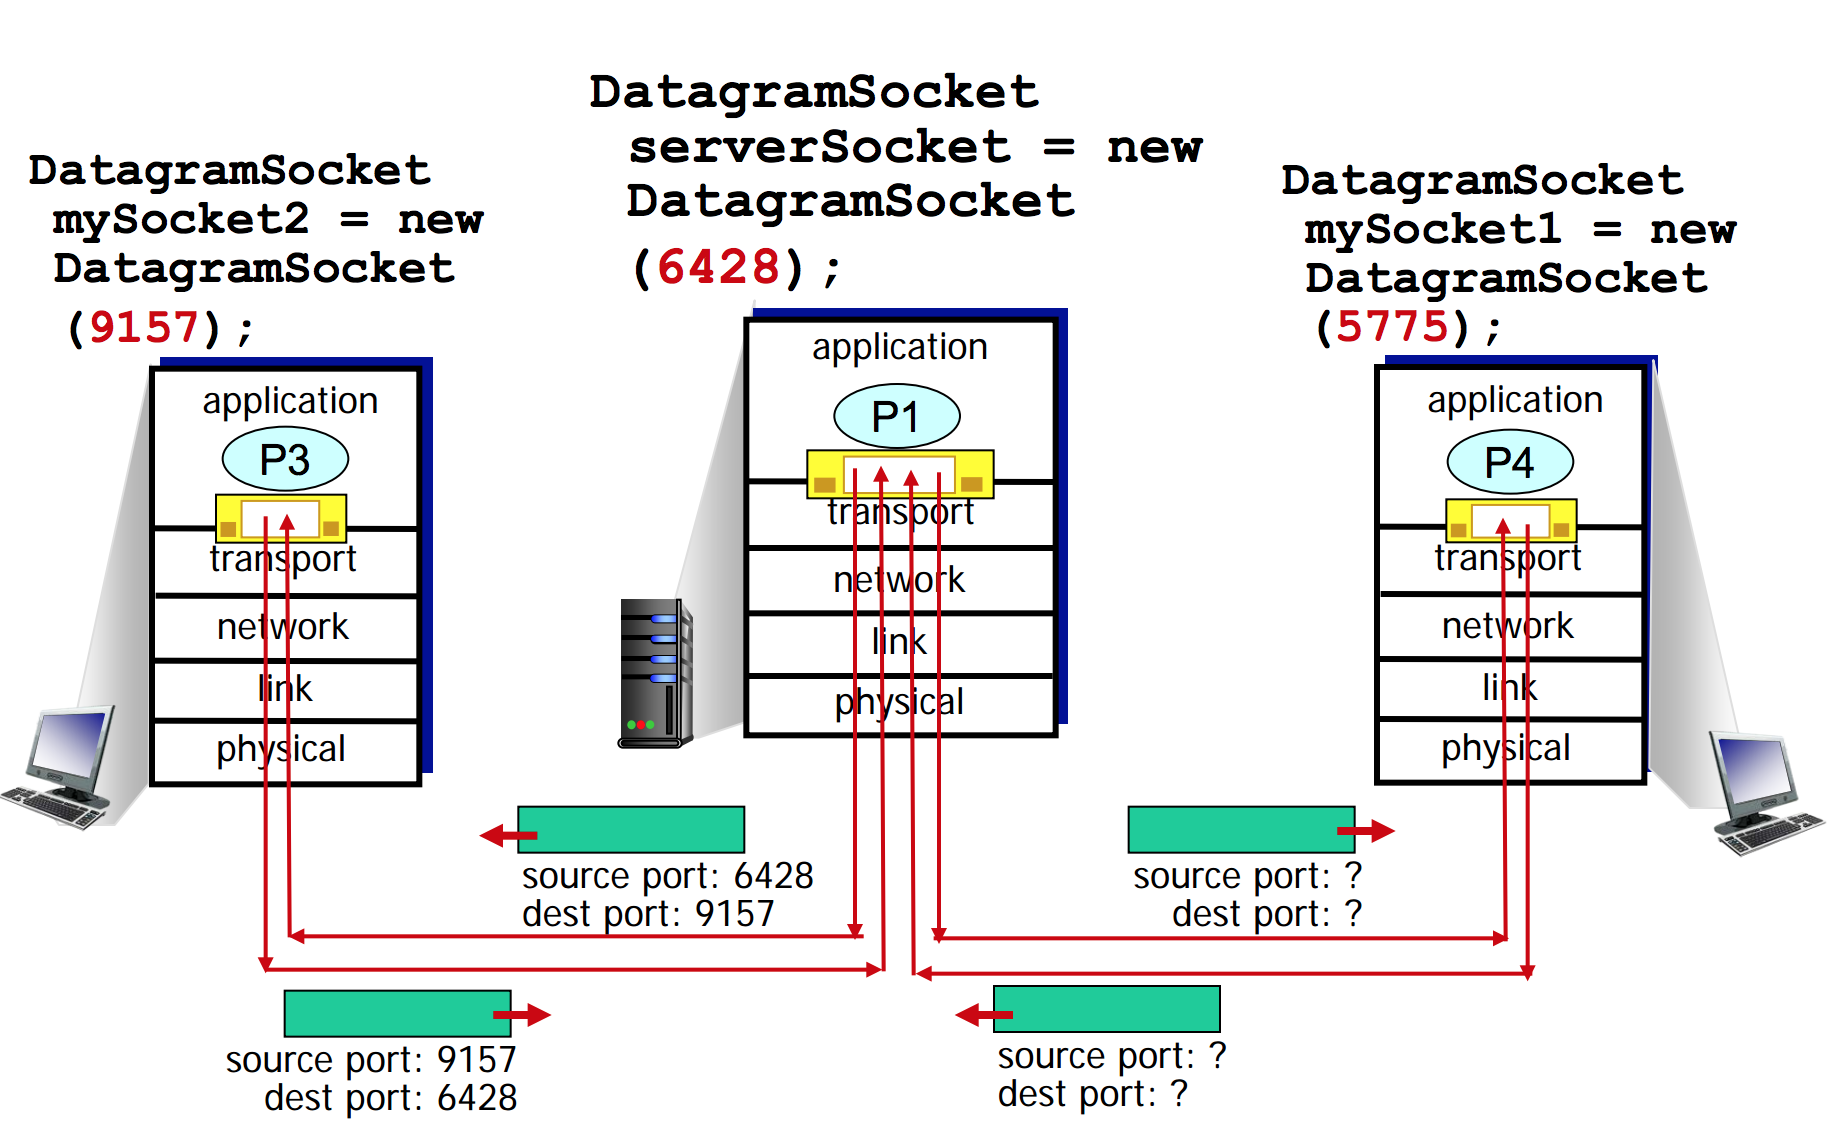 DatagramSocket
mySocket2 = new
DatagramSocket
(9157);
DatagramSocket
serverSocket = new
DatagramSocket
(6428);
DatagramSocket
mySocket1 = new
DatagramSocket
(5775);
application
P3
transport
network
link
physical
application
P1
transport
network
link
physical
application
P4
transport
network
link
physical
source port: 6428
dest port: 9157
source port: ?
dest port: ?
source port: 9157
dest port: 6428
source port: ?
dest port: ?